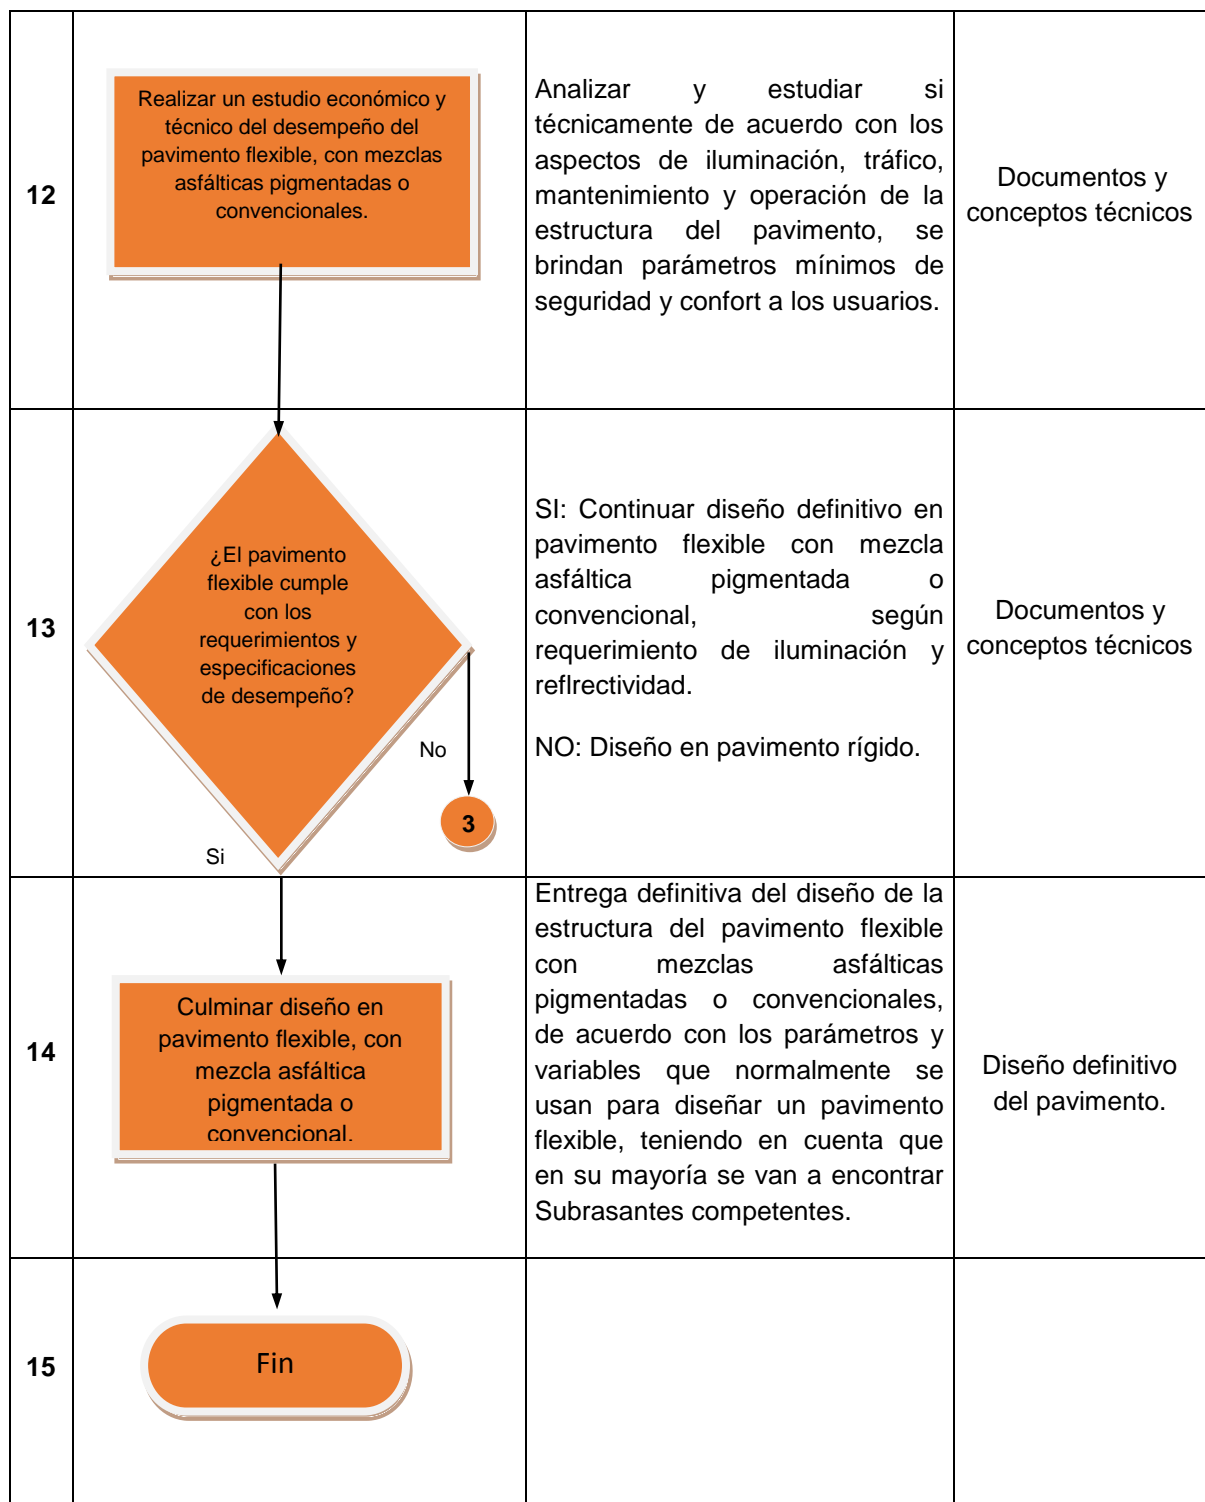 12
Realizar un estudio económico y
técnico del desempeño del
pavimento flexible, con mezclas
asfálticas pigmentadas o
convencionales.
Analizar y estudiar si
técnicamente de acuerdo con los
aspectos de iluminación, tráfico,
mantenimiento y operación de la
estructura del pavimento, se
brindan parámetros mínimos de
seguridad y confort a los usuarios.
Documentos y
conceptos técnicos
13
¿El pavimento
flexible cumple
con los
requerimientos y
especificaciones
de desempeño?
No
3
Si
SI: Continuar diseño definitivo en
pavimento flexible con mezcla
asfáltica pigmentada o
convencional, según
requerimiento de iluminación y
reflrectividad.
NO: Diseño en pavimento rígido.
Documentos y
conceptos técnicos
14
Culminar diseño en
pavimento flexible, con
mezcla asfáltica
pigmentada o
convencional.
Entrega definitiva del diseño de la
estructura del pavimento flexible
con mezclas asfálticas
pigmentadas o convencionales,
de acuerdo con los parámetros y
variables que normalmente se
usan para diseñar un pavimento
flexible, teniendo en cuenta que
en su mayoría se van a encontrar
Subrasantes competentes.
Diseño definitivo
del pavimento.
15
Fin